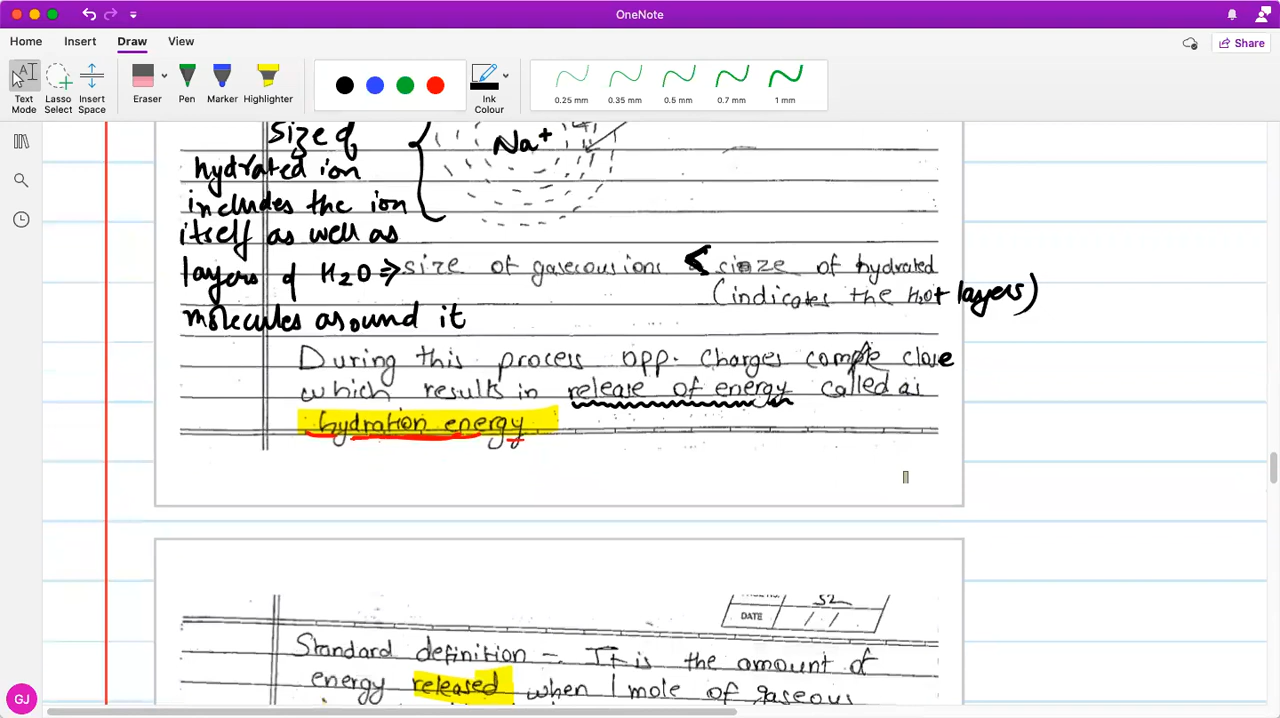 OneNote
Home Insert Draw View
Share
Text Mode
Lasso Select
Insert Space
Eraser
Pen
Marker
Highlighter
Ink Colour
0.25 mm
0.35 mm
0.5 mm
0.7 mm
1 mm
size of
hydrated ion
includes the ion
itself as well as
layers of H2O
molecules around it
Na+
⇒ size of gaseous ions < size of hydrated
(indicates the layers)
During this process opp. charges close
which results in release of energy called as
hydration energy
52
DATE / /
Standard definition - It is the amount of
energy released when 1 mole of gaseous
GJ